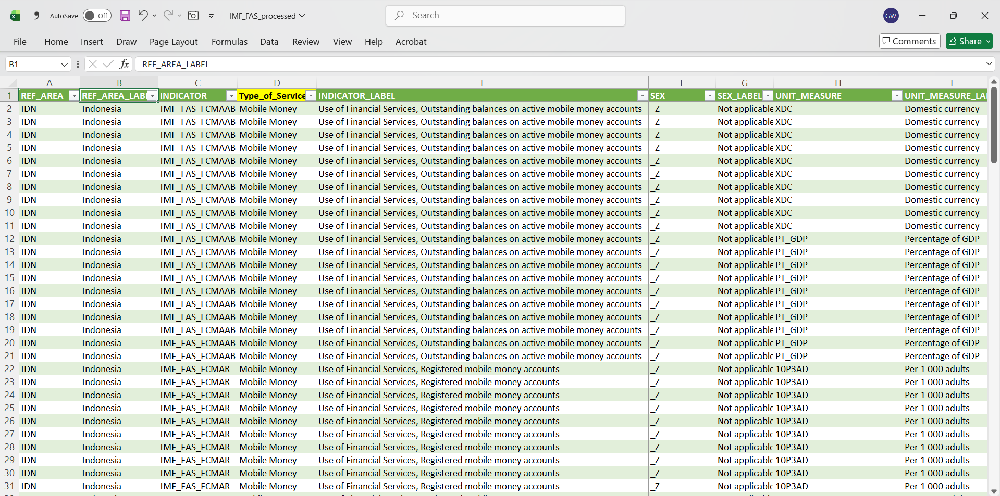 AutoSave Off IMF_FAS_processed Search GW
File Home Insert Draw Page Layout Formulas Data Review View Help Acrobat Comments Share
B1 fx REF_AREA_LABEL
A B C D E F G H I
1 REF_AREA REF_AREA_LAB INDICATOR Type_of_Service INDICATOR_LABEL SEX SEX_LABEL UNIT_MEASURE UNIT_MEASURE_LA
2 IDN Indonesia IMF_FAS_FCMAAB Mobile Money Use of Financial Services, Outstanding balances on active mobile money accounts _Z Not applicable XDC Domestic currency
3 IDN Indonesia IMF_FAS_FCMAAB Mobile Money Use of Financial Services, Outstanding balances on active mobile money accounts _Z Not applicable XDC Domestic currency
4 IDN Indonesia IMF_FAS_FCMAAB Mobile Money Use of Financial Services, Outstanding balances on active mobile money accounts _Z Not applicable XDC Domestic currency
5 IDN Indonesia IMF_FAS_FCMAAB Mobile Money Use of Financial Services, Outstanding balances on active mobile money accounts _Z Not applicable XDC Domestic currency
6 IDN Indonesia IMF_FAS_FCMAAB Mobile Money Use of Financial Services, Outstanding balances on active mobile money accounts _Z Not applicable XDC Domestic currency
7 IDN Indonesia IMF_FAS_FCMAAB Mobile Money Use of Financial Services, Outstanding balances on active mobile money accounts _Z Not applicable XDC Domestic currency
8 IDN Indonesia IMF_FAS_FCMAAB Mobile Money Use of Financial Services, Outstanding balances on active mobile money accounts _Z Not applicable XDC Domestic currency
9 IDN Indonesia IMF_FAS_FCMAAB Mobile Money Use of Financial Services, Outstanding balances on active mobile money accounts _Z Not applicable XDC Domestic currency
10 IDN Indonesia IMF_FAS_FCMAAB Mobile Money Use of Financial Services, Outstanding balances on active mobile money accounts _Z Not applicable XDC Domestic currency
11 IDN Indonesia IMF_FAS_FCMAAB Mobile Money Use of Financial Services, Outstanding balances on active mobile money accounts _Z Not applicable XDC Domestic currency
12 IDN Indonesia IMF_FAS_FCMAAB Mobile Money Use of Financial Services, Outstanding balances on active mobile money accounts _Z Not applicable PT_GDP Percentage of GDP
13 IDN Indonesia IMF_FAS_FCMAAB Mobile Money Use of Financial Services, Outstanding balances on active mobile money accounts _Z Not applicable PT_GDP Percentage of GDP
14 IDN Indonesia IMF_FAS_FCMAAB Mobile Money Use of Financial Services, Outstanding balances on active mobile money accounts _Z Not applicable PT_GDP Percentage of GDP
15 IDN Indonesia IMF_FAS_FCMAAB Mobile Money Use of Financial Services, Outstanding balances on active mobile money accounts _Z Not applicable PT_GDP Percentage of GDP
16 IDN Indonesia IMF_FAS_FCMAAB Mobile Money Use of Financial Services, Outstanding balances on active mobile money accounts _Z Not applicable PT_GDP Percentage of GDP
17 IDN Indonesia IMF_FAS_FCMAAB Mobile Money Use of Financial Services, Outstanding balances on active mobile money accounts _Z Not applicable PT_GDP Percentage of GDP
18 IDN Indonesia IMF_FAS_FCMAAB Mobile Money Use of Financial Services, Outstanding balances on active mobile money accounts _Z Not applicable PT_GDP Percentage of GDP
19 IDN Indonesia IMF_FAS_FCMAAB Mobile Money Use of Financial Services, Outstanding balances on active mobile money accounts _Z Not applicable PT_GDP Percentage of GDP
20 IDN Indonesia IMF_FAS_FCMAAB Mobile Money Use of Financial Services, Outstanding balances on active mobile money accounts _Z Not applicable PT_GDP Percentage of GDP
21 IDN Indonesia IMF_FAS_FCMAAB Mobile Money Use of Financial Services, Outstanding balances on active mobile money accounts _Z Not applicable PT_GDP Percentage of GDP
22 IDN Indonesia IMF_FAS_FCMAR Mobile Money Use of Financial Services, Registered mobile money accounts _Z Not applicable 10P3AD Per 1 000 adults
23 IDN Indonesia IMF_FAS_FCMAR Mobile Money Use of Financial Services, Registered mobile money accounts _Z Not applicable 10P3AD Per 1 000 adults
24 IDN Indonesia IMF_FAS_FCMAR Mobile Money Use of Financial Services, Registered mobile money accounts _Z Not applicable 10P3AD Per 1 000 adults
25 IDN Indonesia IMF_FAS_FCMAR Mobile Money Use of Financial Services, Registered mobile money accounts _Z Not applicable 10P3AD Per 1 000 adults
26 IDN Indonesia IMF_FAS_FCMAR Mobile Money Use of Financial Services, Registered mobile money accounts _Z Not applicable 10P3AD Per 1 000 adults
27 IDN Indonesia IMF_FAS_FCMAR Mobile Money Use of Financial Services, Registered mobile money accounts _Z Not applicable 10P3AD Per 1 000 adults
28 IDN Indonesia IMF_FAS_FCMAR Mobile Money Use of Financial Services, Registered mobile money accounts _Z Not applicable 10P3AD Per 1 000 adults
29 IDN Indonesia IMF_FAS_FCMAR Mobile Money Use of Financial Services, Registered mobile money accounts _Z Not applicable 10P3AD Per 1 000 adults
30 IDN Indonesia IMF_FAS_FCMAR Mobile Money Use of Financial Services, Registered mobile money accounts _Z Not applicable 10P3AD Per 1 000 adults
31 IDN Indonesia IMF_FAS_FCMAR Mobile Money Use of Financial Services, Registered mobile money accounts _Z Not applicable 10P3AD Per 1 000 adults